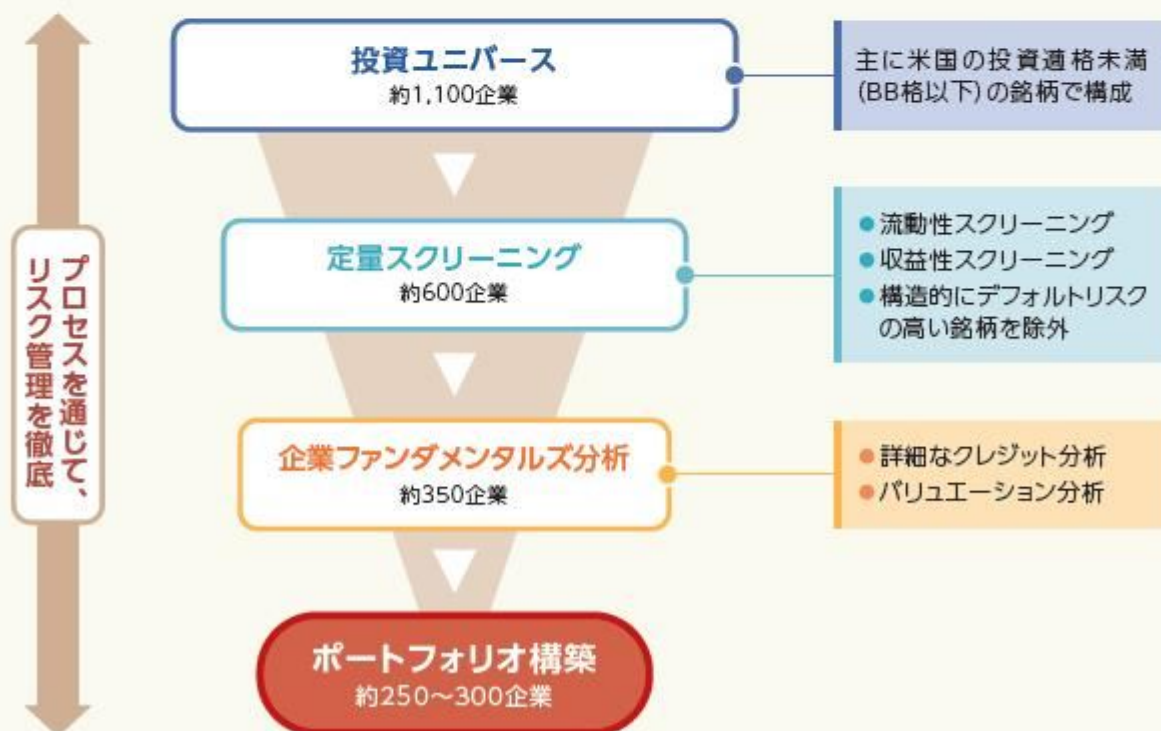 投資ユニバース
約1,100企業
主に米国の投資適格未満
(BB格以下)の銘柄で構成
定量スクリーニング
約600企業
●流動性スクリーニング
●収益性スクリーニング
●構造的にデフォルトリスク
の高い銘柄を除外
プロセスを通じて、
リスク管理を徹底
企業ファンダメンタルズ分析
約350企業
●詳細なクレジット分析
●バリュエーション分析
ポートフォリオ構築
約250～300企業